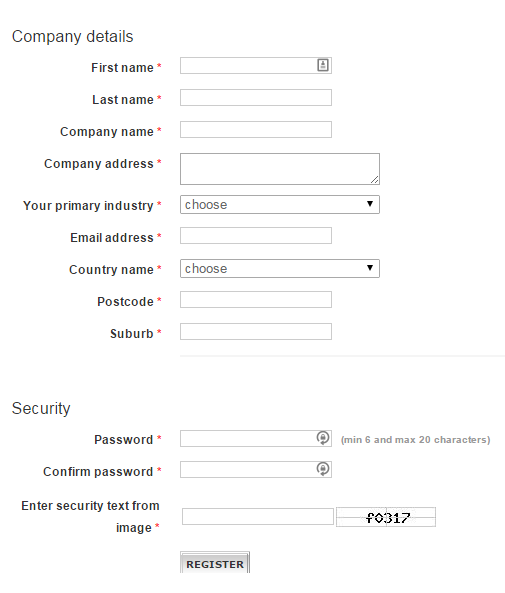 Company details
First name *
Last name *
Company name *
Company address *
Your primary industry * choose
Email address *
Country name * choose
Postcode *
Suburb *
Security
Password * (min 6 and max 20 characters)
Confirm password *
Enter security text from
image * f0317
REGISTER